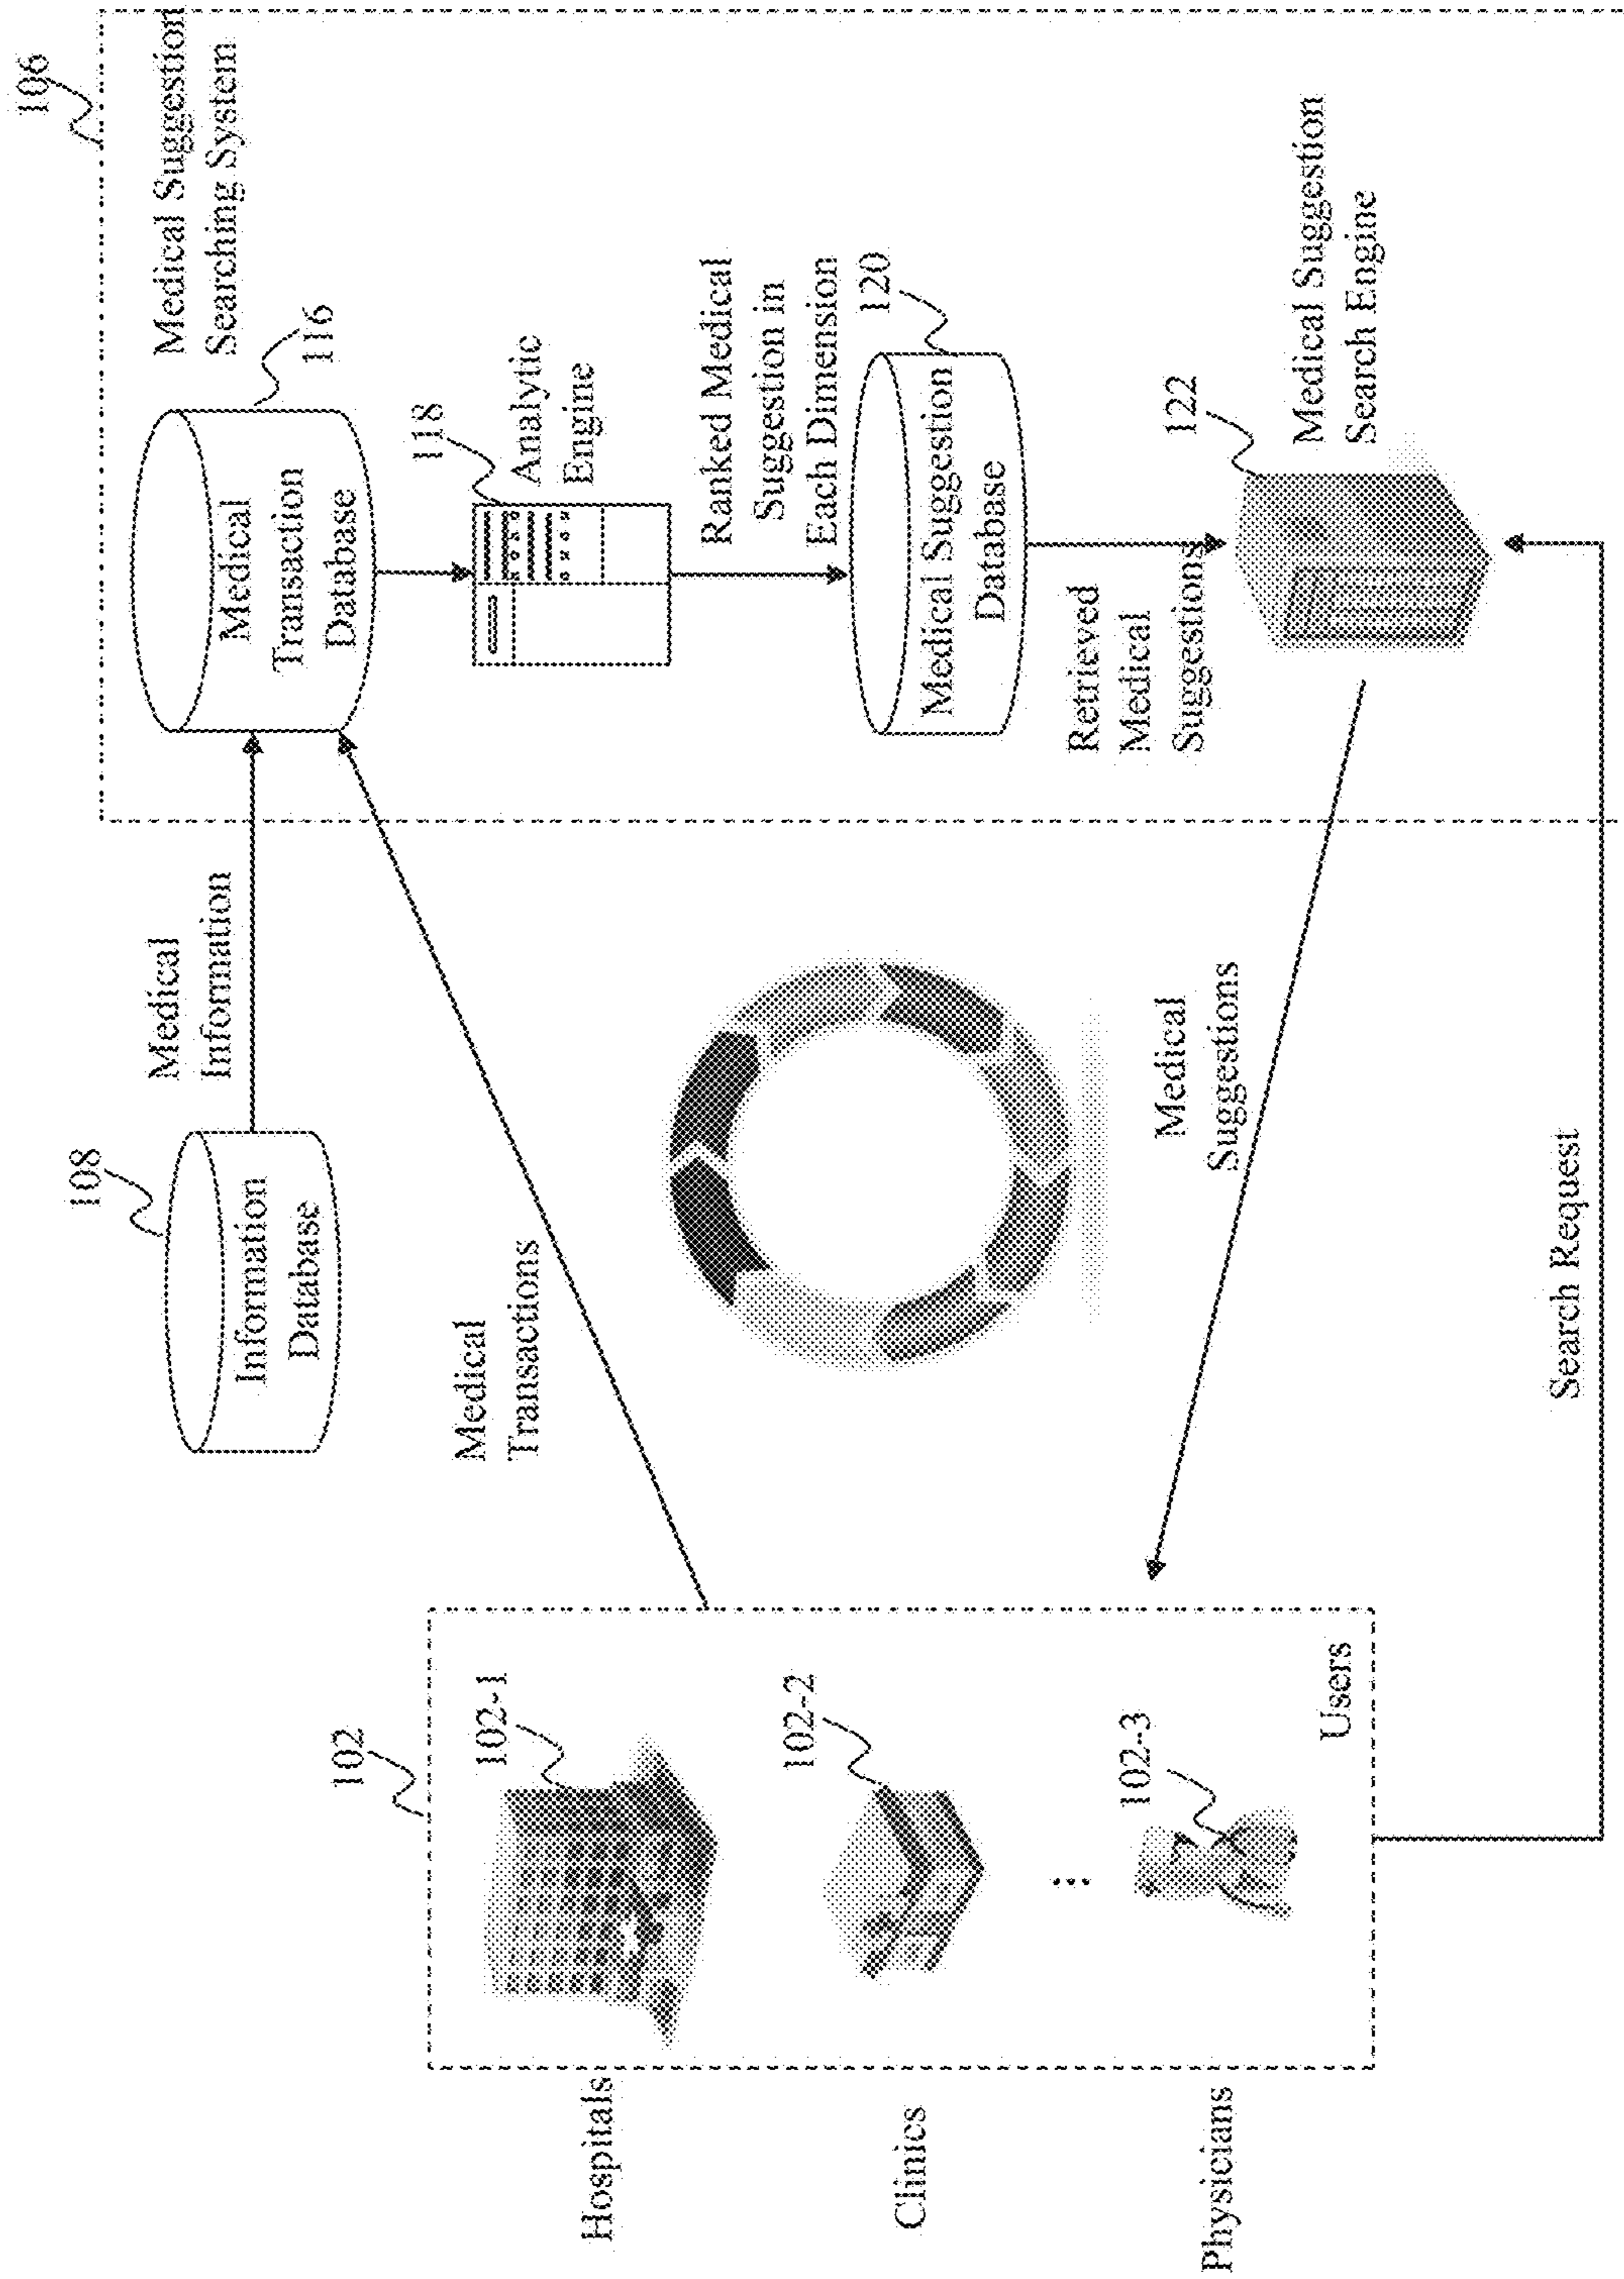 106
Medical Suggestion
Searching System
108
Information
Database
Medical
Information
Medical
Transaction
Database
116
118
Analytic
Engine
Ranked Medical
Suggestion in
Each Dimension
120
Medical Suggestion
Database
Retrieved
Medical
Suggestions
122
Medical Suggestion
Search Engine
Medical
Transactions
Medical
Suggestions
Search Request
102
Hospitals
102-1
Clinics
102-2
...
Physicians
102-3
Users